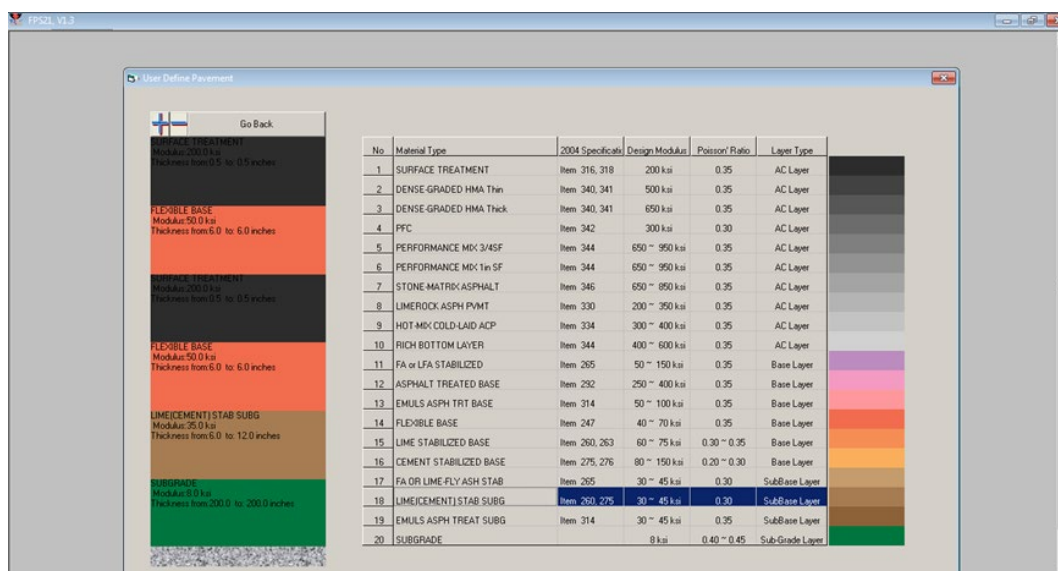 FPS21, V1.3
User Define Pavement
Go Back
SURFACE TREATMENT
Modulus:200.0 ksi
Thickness from:0.5 to: 0.5 inches
FLEXIBLE BASE
Modulus:50.0 ksi
Thickness from:6.0 to: 6.0 inches
SURFACE TREATMENT
Modulus:200.0 ksi
Thickness from:0.5 to: 0.5 inches
FLEXIBLE BASE
Modulus:50.0 ksi
Thickness from:6.0 to: 6.0 inches
LIME(CEMENT) STAB SUBG
Modulus:35.0 ksi
Thickness from:6.0 to: 12.0 inches
SUBGRADE
Modulus:8.0 ksi
Thickness from:200.0 to: 200.0 inches
No Material Type 2004 Specificatic Design Modulus Poisson' Ratio Layer Type
1 SURFACE TREATMENT Item 316, 318 200 ksi 0.35 AC Layer
2 DENSE-GRADED HMA Thin Item 340, 341 500 ksi 0.35 AC Layer
3 DENSE-GRADED HMA Thick Item 340, 341 650 ksi 0.35 AC Layer
4 PFC Item 342 300 ksi 0.30 AC Layer
5 PERFORMANCE MIX 3/4SF Item 344 650 ~ 950 ksi 0.35 AC Layer
6 PERFORMANCE MIX 1in SF Item 344 650 ~ 950 ksi 0.35 AC Layer
7 STONE-MATRIX ASPHALT Item 346 650 ~ 850 ksi 0.35 AC Layer
8 LIMEROCK ASPH PVMT Item 330 200 ~ 350 ksi 0.35 AC Layer
9 HOT-MIX COLD-LAID ACP Item 334 300 ~ 400 ksi 0.35 AC Layer
10 RICH BOTTOM LAYER Item 344 400 ~ 600 ksi 0.35 AC Layer
11 FA or LFA STABILIZED Item 265 50 ~ 150 ksi 0.35 Base Layer
12 ASPHALT TREATED BASE Item 292 250 ~ 400 ksi 0.35 Base Layer
13 EMULS ASPH TRT BASE Item 314 50 ~ 100 ksi 0.35 Base Layer
14 FLEXIBLE BASE Item 247 40 ~ 70 ksi 0.35 Base Layer
15 LIME STABILIZED BASE Item 260, 263 60 ~ 75 ksi 0.30 ~ 0.35 Base Layer
16 CEMENT STABILIZED BASE Item 275, 276 80 ~ 150 ksi 0.20 ~ 0.30 Base Layer
17 FA OR LIME-FLY ASH STAB Item 265 30 ~ 45 ksi 0.30 SubBase Layer
18 LIME(CEMENT) STAB SUBG Item 260, 275 30 ~ 45 ksi 0.30 SubBase Layer
19 EMULS ASPH TREAT SUBG Item 314 30 ~ 45 ksi 0.35 SubBase Layer
20 SUBGRADE 8 ksi 0.40 ~ 0.45 Sub-Grade Layer